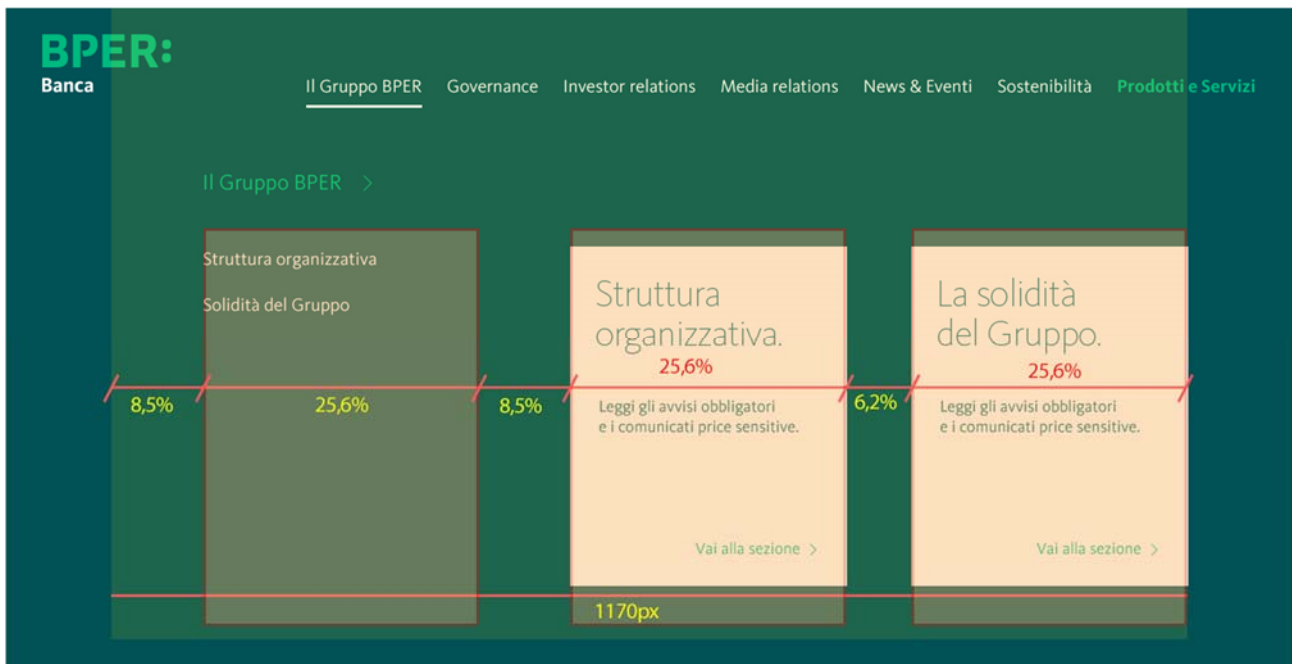 BPER:
Banca
Il Gruppo BPER Governance Investor relations Media relations News & Eventi Sostenibilità Prodotti e Servizi
Il Gruppo BPER >
Struttura organizzativa
Solidità del Gruppo
Struttura
organizzativa.
25,6%
Leggi gli avvisi obbligatori
e i comunicati price sensitive.
Vai alla sezione >
La solidità
del Gruppo.
25,6%
Leggi gli avvisi obbligatori
e i comunicati price sensitive.
Vai alla sezione >
8,5%
25,6%
8,5%
6,2%
1170px